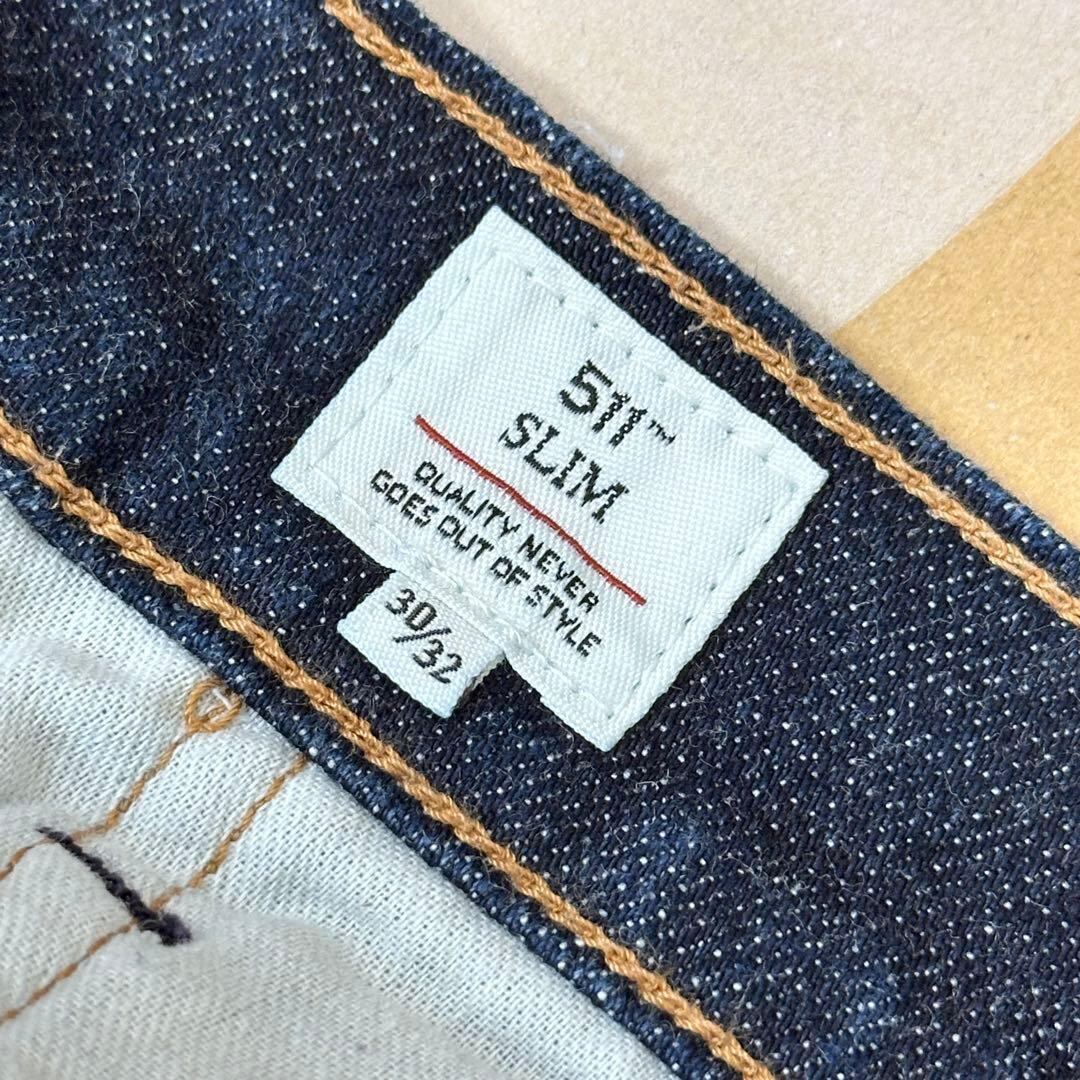 511™
SLIM
QUALITY NEVER
GOES OUT OF STYLE
30/32